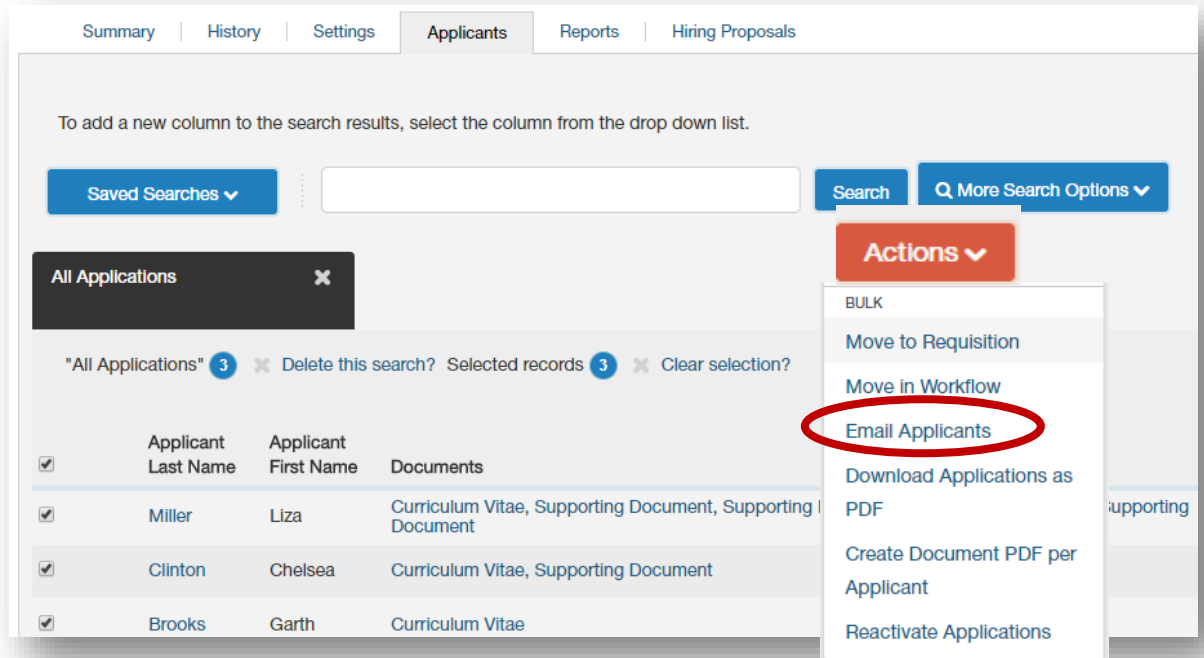 Summary History Settings Applicants Reports Hiring Proposals
To add a new column to the search results, select the column from the drop down list.
Saved Searches Search More Search Options
Actions
All Applications
BULK
Move to Requisition
"All Applications" 3 Delete this search? Selected records 3 Clear selection?
Move in Workflow
Email Applicants
Applicant Last Name
Applicant First Name
Documents
Download Applications as
PDF
Miller Liza Curriculum Vitae, Supporting Document, Supporting
Document
Supporting
Create Document PDF per
Applicant
Clinton Chelsea Curriculum Vitae, Supporting Document
Brooks Garth Curriculum Vitae
Reactivate Applications